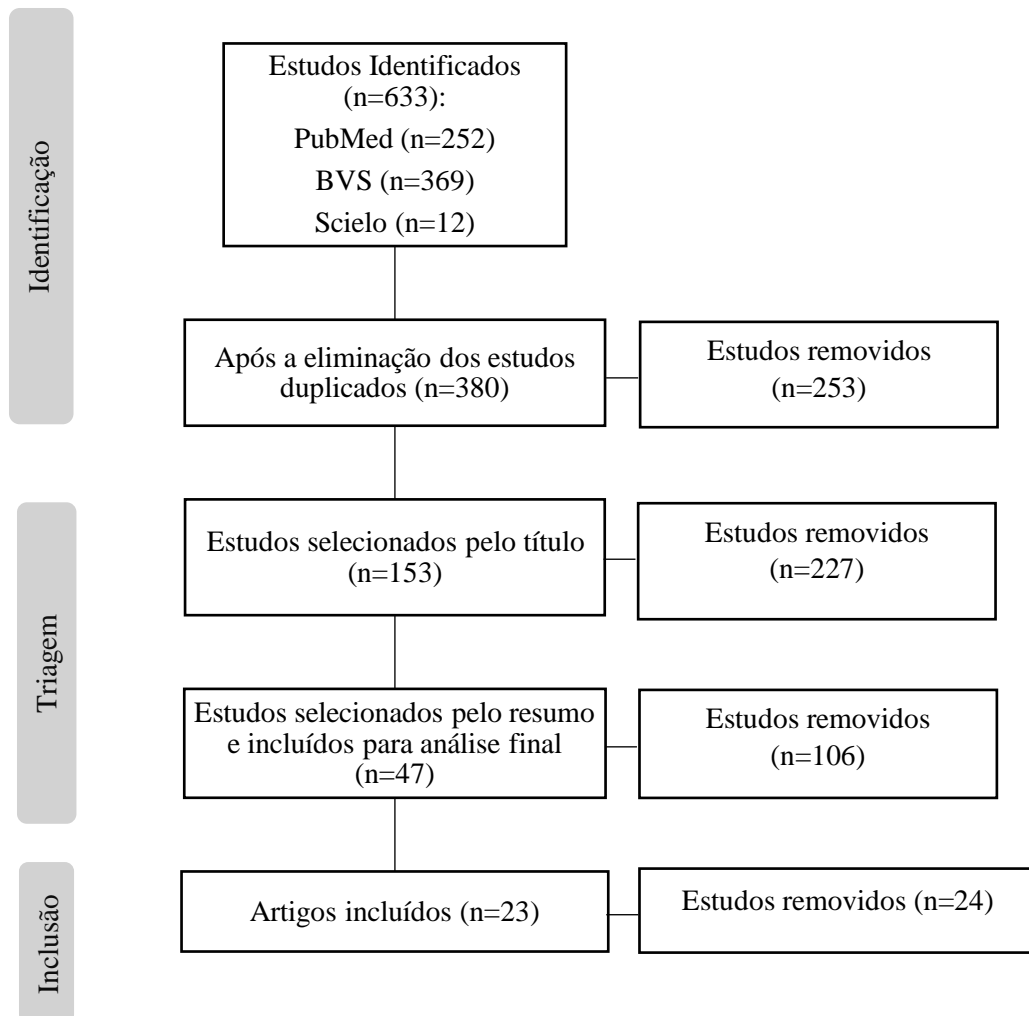 Identificação
Estudos Identificados
(n=633):
PubMed (n=252)
BVS (n=369)
Scielo (n=12)
Após a eliminação dos estudos
duplicados (n=380)
Estudos removidos
(n=253)
Triagem
Estudos selecionados pelo título
(n=153)
Estudos removidos
(n=227)
Estudos selecionados pelo resumo
e incluídos para análise final
(n=47)
Estudos removidos
(n=106)
Inclusão
Artigos incluídos (n=23)
Estudos removidos (n=24)